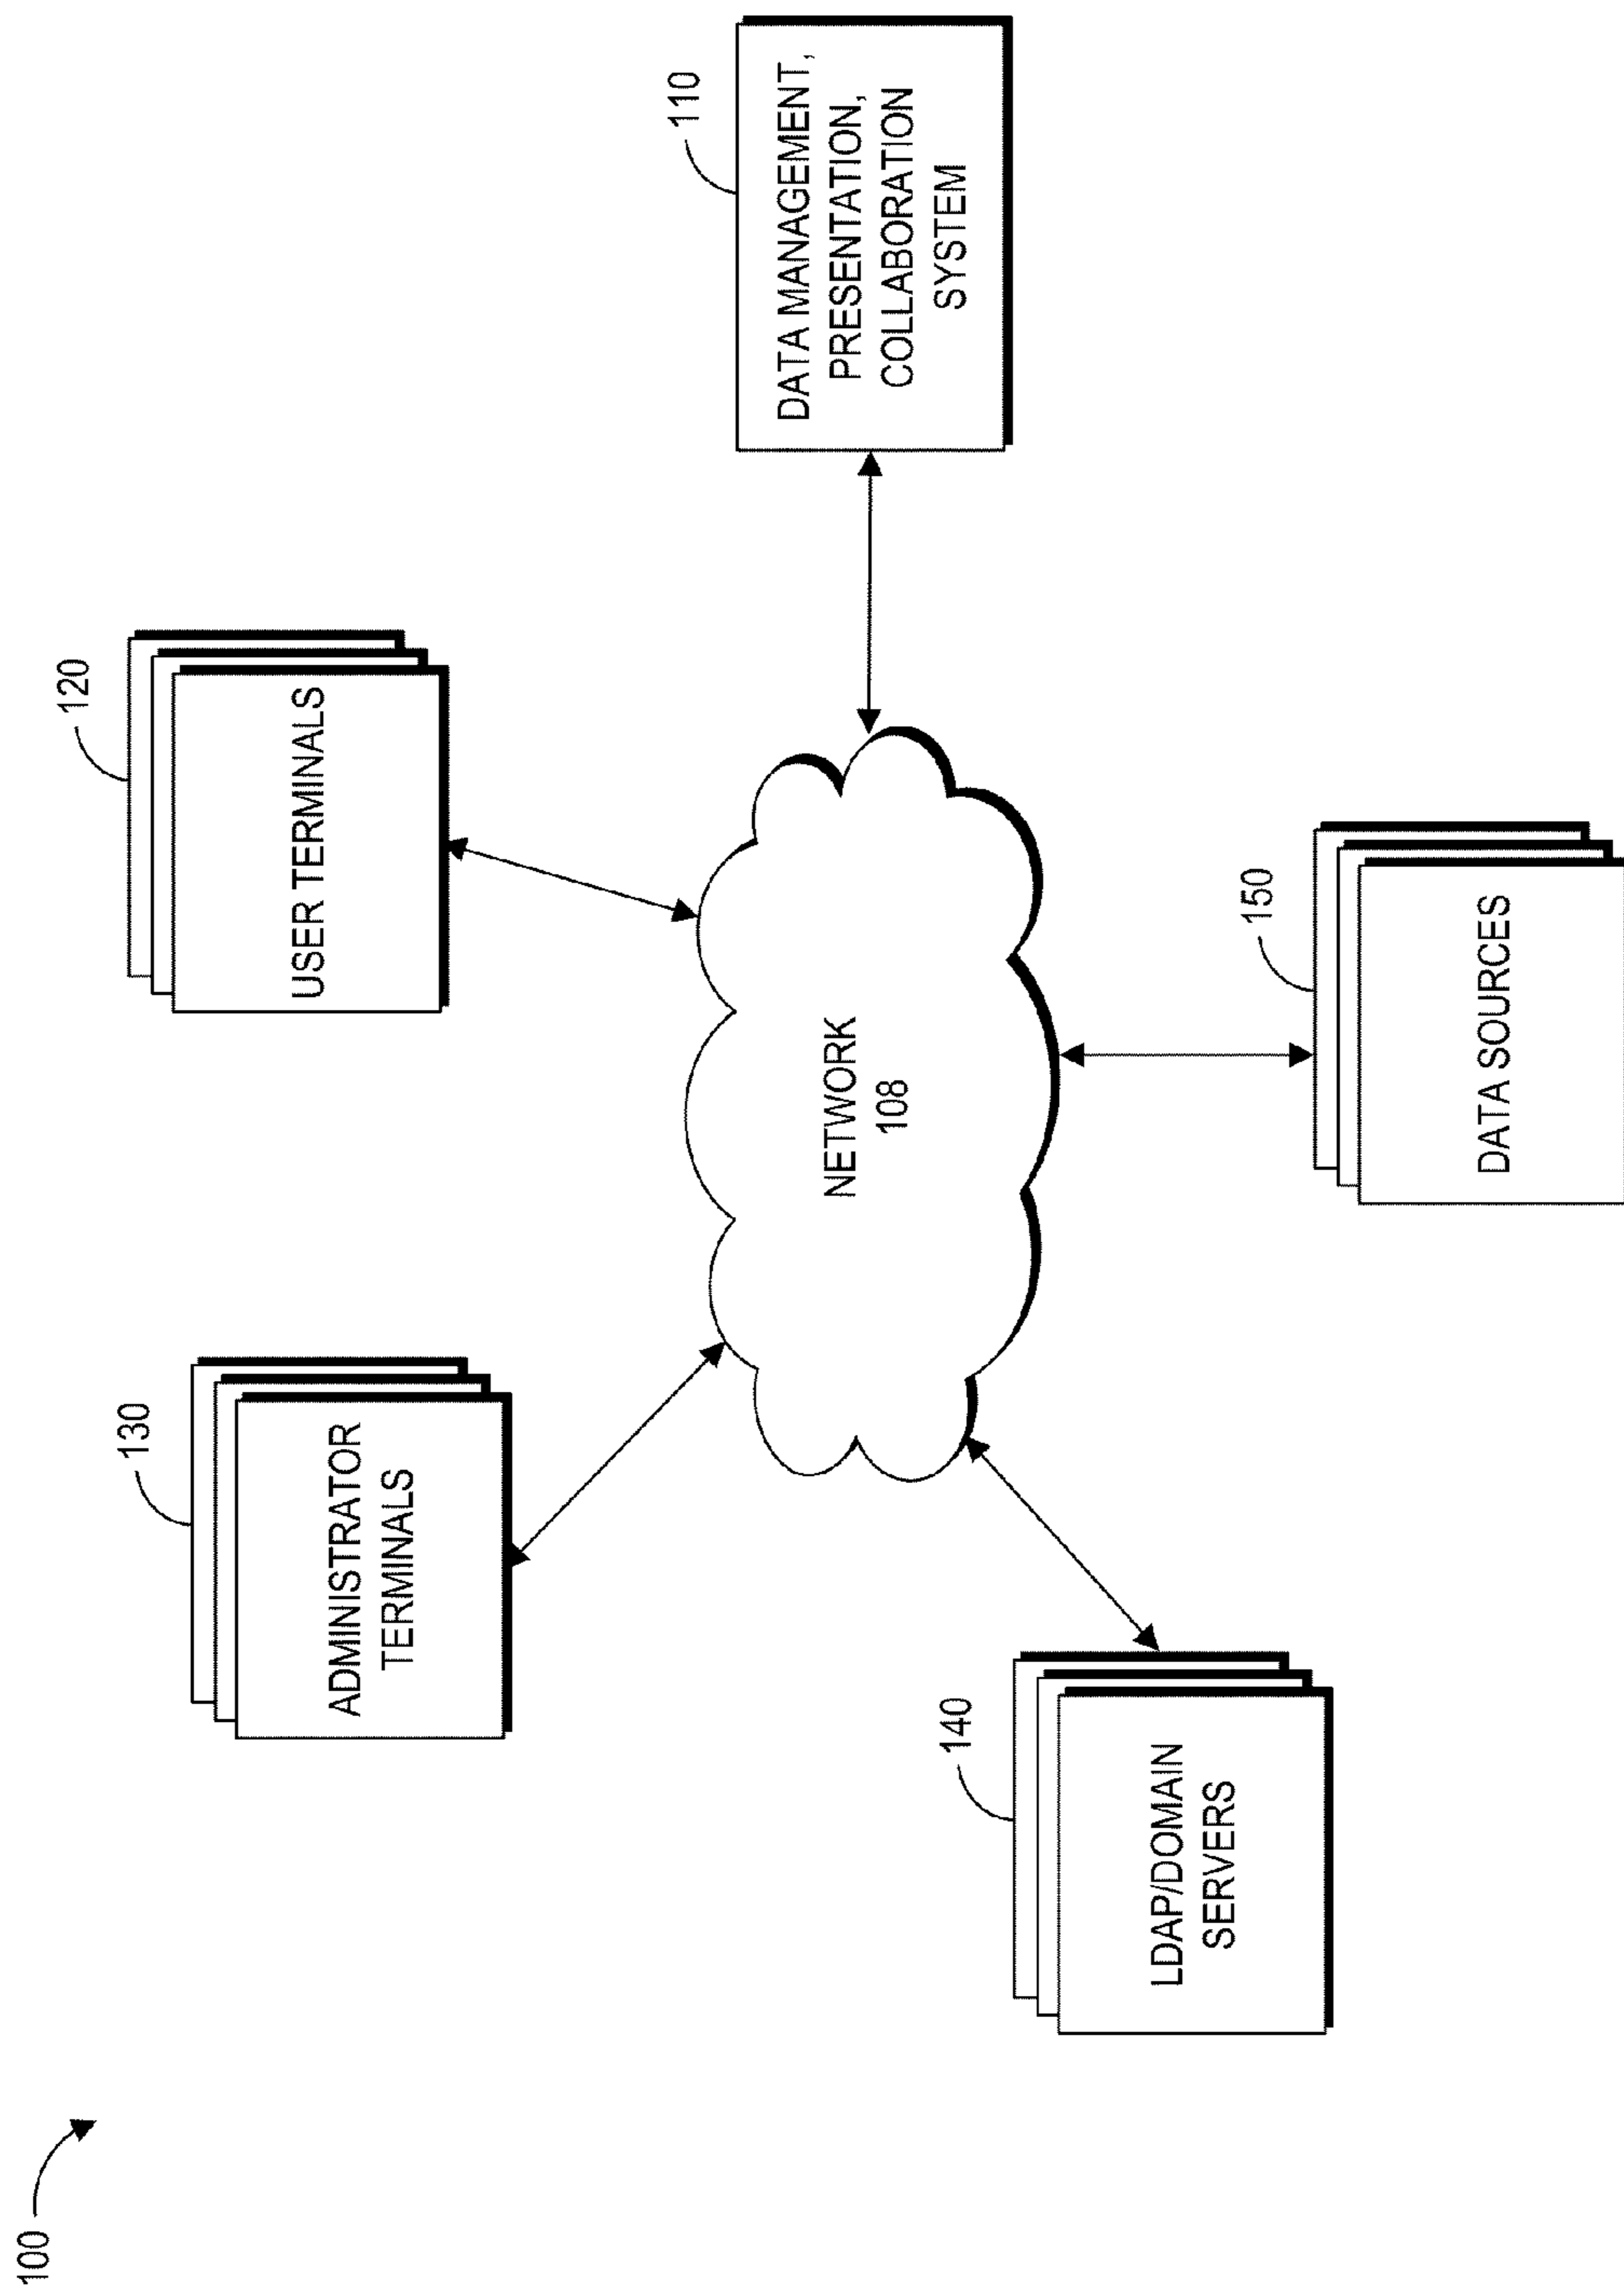 100
130
ADMINISTRATOR
TERMINALS
120
USER TERMINALS
110
DATA MANAGEMENT,
PRESENTATION,
COLLABORATION
SYSTEM
NETWORK
108
140
LDAP/DOMAIN
SERVERS
150
DATA SOURCES